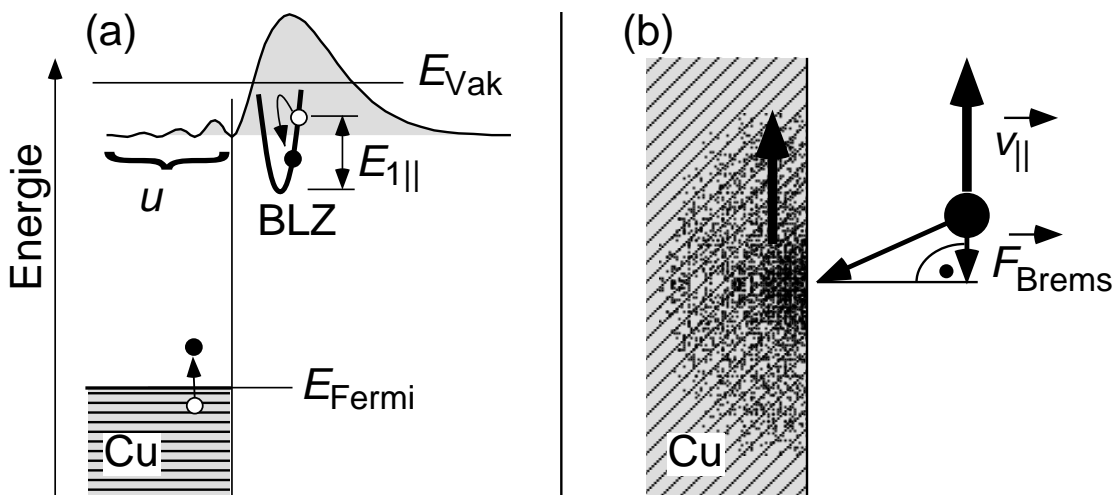 (a)
E_Vak
E_1||
u
BLZ
Energie
E_Fermi
Cu
(b)
v_||
F_Brems
Cu